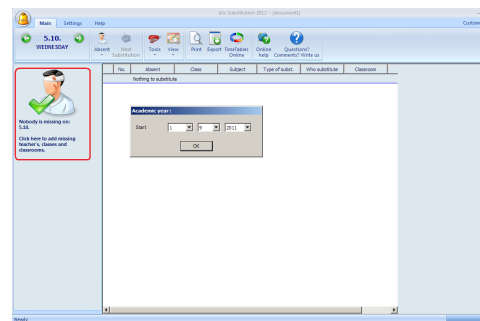 aSc Substitution 2012 - [document1]
Main Settings Help
Custom
5.10.
WEDNESDAY
Absent
Next Substitution
Tools
View
Print
Export
TimeTables Online
Online help
Questions? Comments? Write us
No. Absent Class Subject Type of subst. Who substitute Classroom
Nothing to substitute
Nobody is missing on:
5.10.
Click here to add missing
teacher's, classes and
classrooms.
Academic year:
Start 1 9 2011
OK
Ready